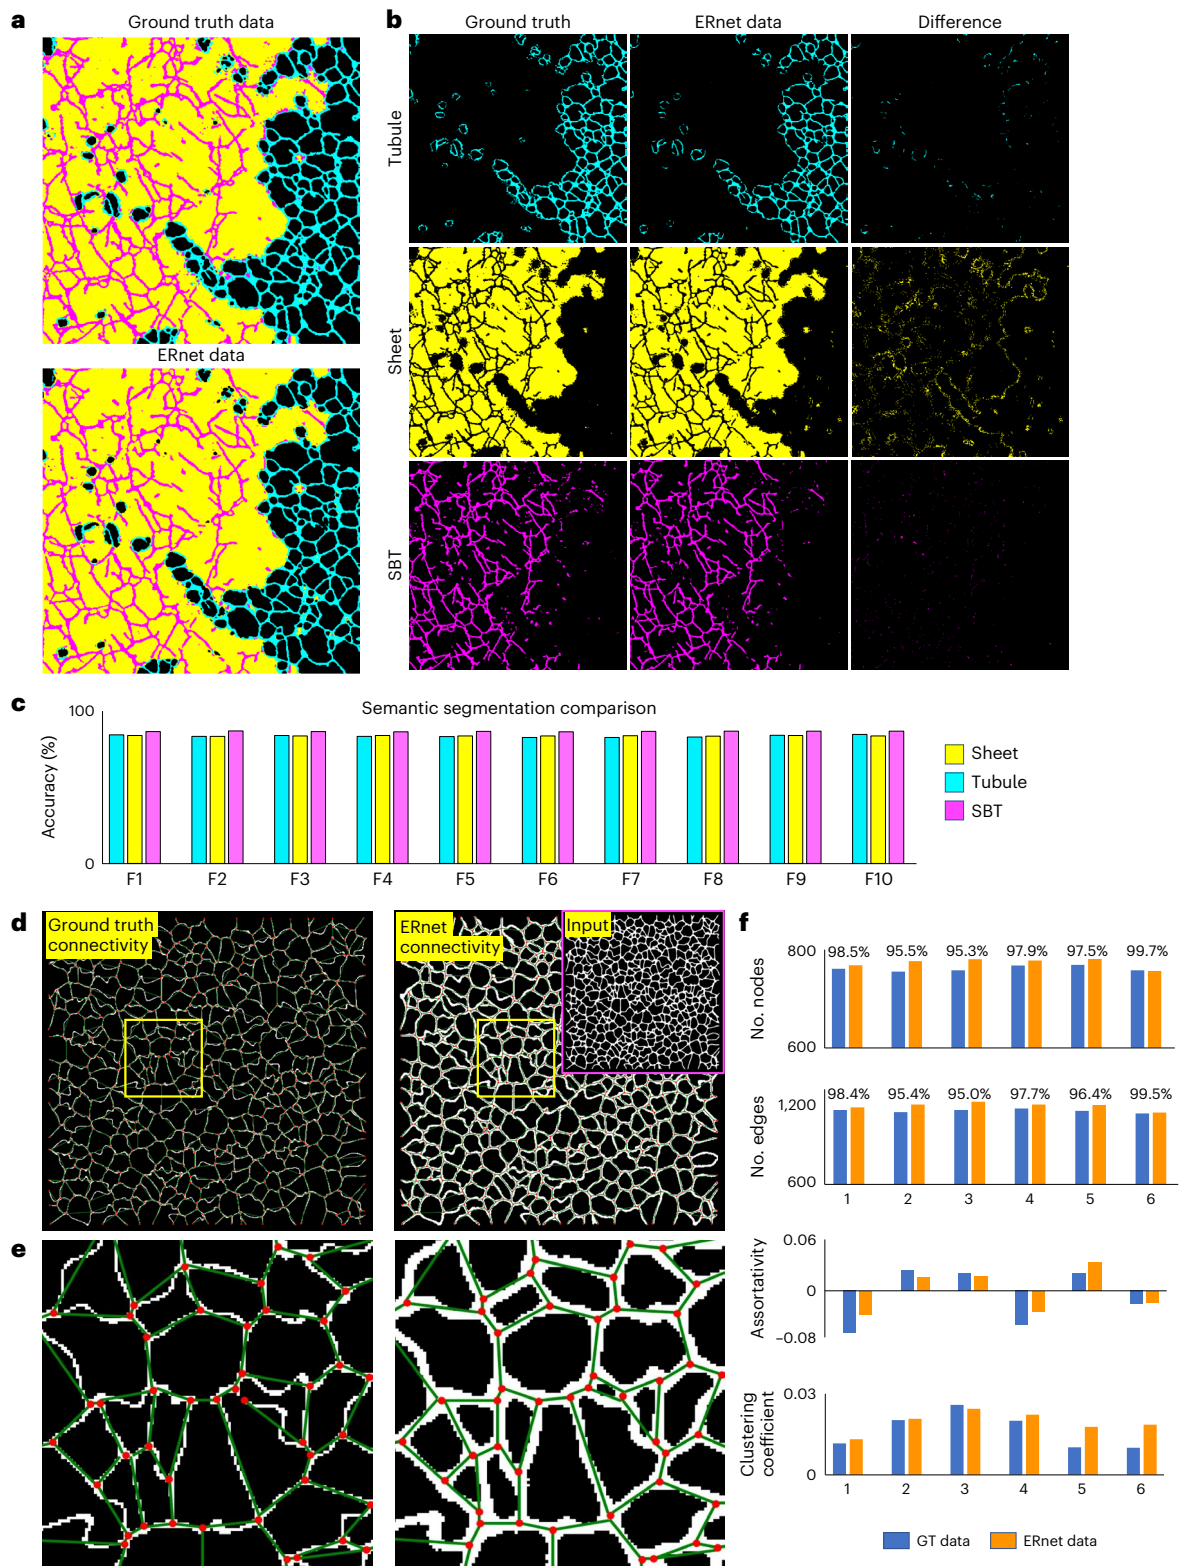 a
Ground truth data
ERnet data
b
Ground truth
ERnet data
Difference
Tubule
Sheet
SBT
c
Semantic segmentation comparison
Accuracy (%)
100
0
F1 F2 F3 F4 F5 F6 F7 F8 F9 F10
Sheet
Tubule
SBT
d
Ground truth
connectivity
ERnet
connectivity
Input
e
f
No. nodes
800
600
98.5% 95.5% 95.3% 97.9% 97.5% 99.7%
No. edges
1,200
600
98.4% 95.4% 95.0% 97.7% 96.4% 99.5%
1 2 3 4 5 6
Assortativity
0.06
0
−0.08
Clustering
coefficient
0.03
0
1 2 3 4 5 6
GT data
ERnet data